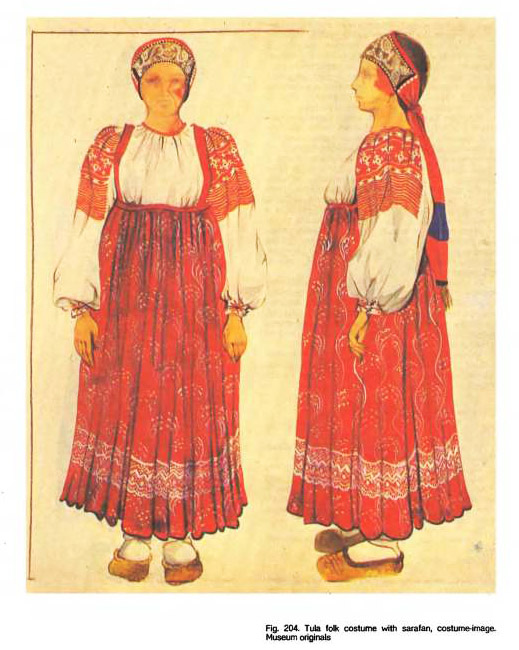 Fig. 204. Tula folk costume with sarafan, costume-image.
Museum originals